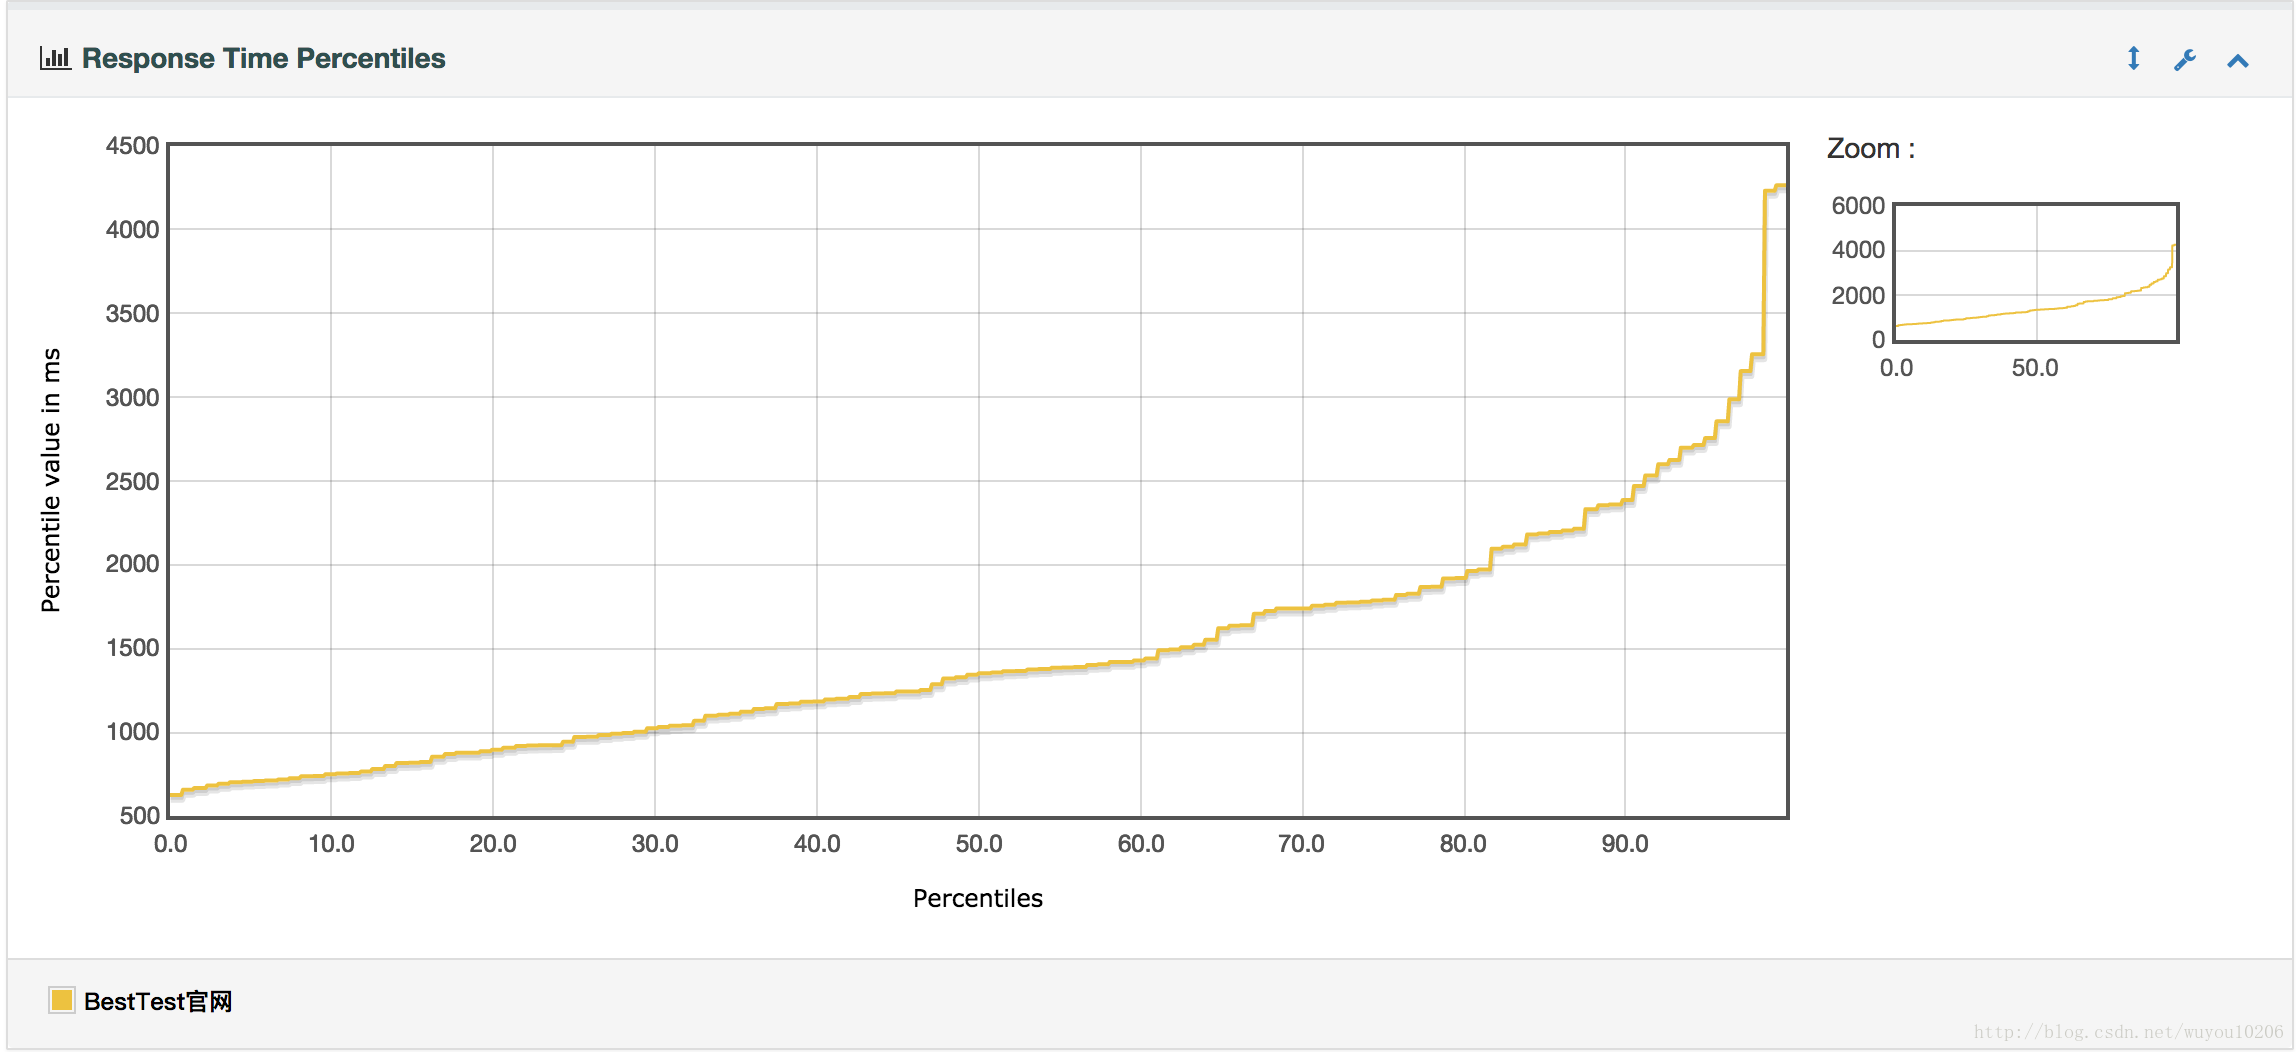 Response Time Percentiles
4500
4000
3500
3000
2500
2000
1500
1000
500
Percentile value in ms
0.0 10.0 20.0 30.0 40.0 50.0 60.0 70.0 80.0 90.0
Percentiles
Zoom :
6000
4000
2000
0
0.0 50.0
BestTest官网
http://blog.csdn.net/wuyou10206